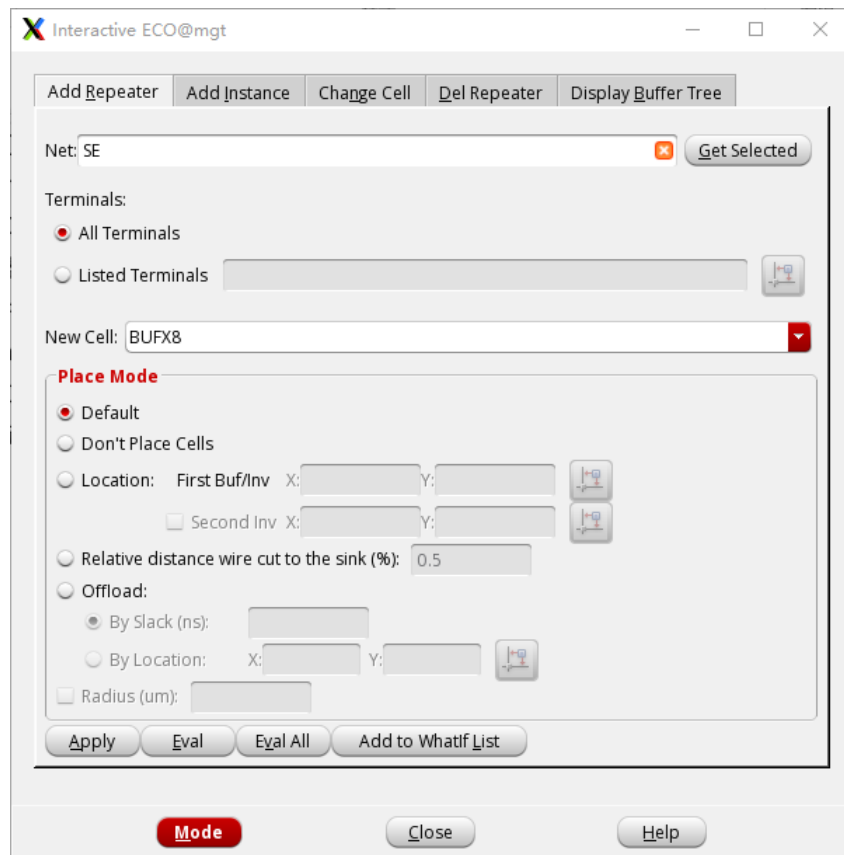 Interactive ECO@mgt
Add Repeater Add Instance Change Cell Del Repeater Display Buffer Tree
Net: SE Get Selected
Terminals:
All Terminals
Listed Terminals
New Cell: BUFX8
Place Mode
Default
Don't Place Cells
Location: First Buf/Inv X: Y:
Second Inv X: Y:
Relative distance wire cut to the sink (%): 0.5
Offload:
By Slack (ns):
By Location: X: Y:
Radius (um):
Apply Eval Eval All Add to WhatIf List
Mode Close Help